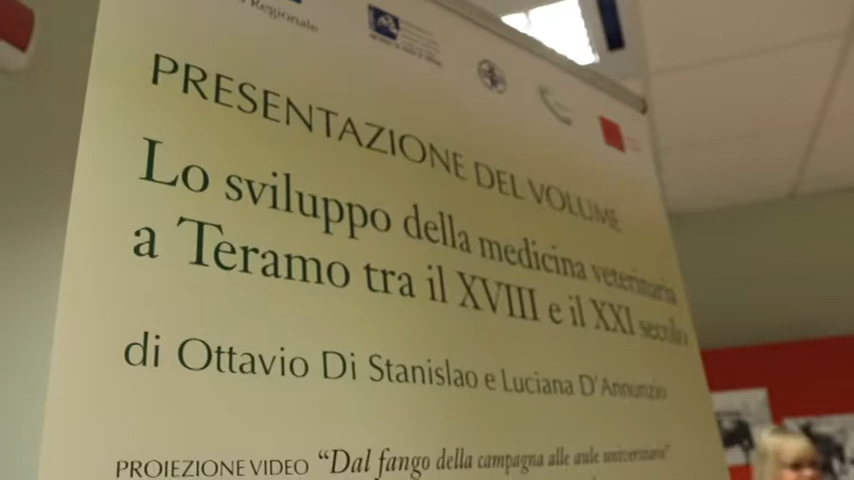 Regionale
PRESENTAZIONE DEL VOLUME
Lo sviluppo della medicina veterinaria
a Teramo tra il XVIII e il XXI secolo
di Ottavio Di Stanislao e Luciana D'Annunzio
PROIEZIONE VIDEO "Dal fango della campagna alle aule universitarie"